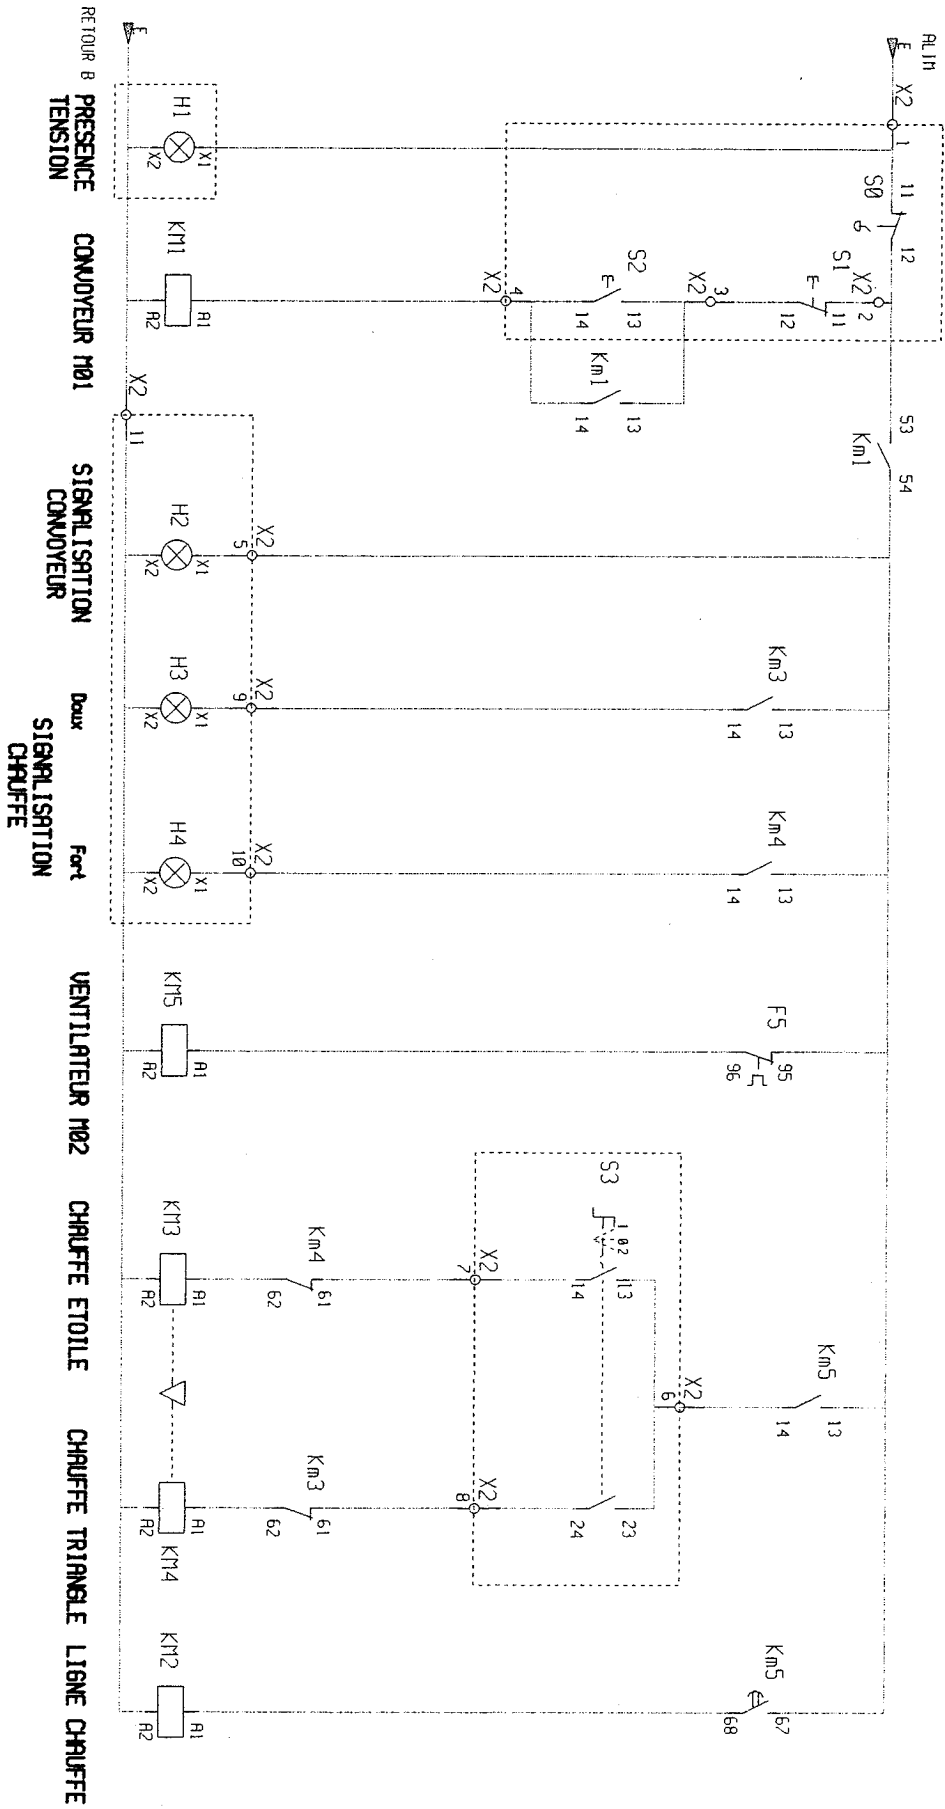 ALIM
E
X2
1
11
S0
12
X2
2
S1
11
12
X2
3
S2
13
14
X2
4
Km1
13
14
53
Km1
54
Km3
13
14
Km4
13
14
F5
95
96
Km5
13
14
X2
6
S3
1 0 2
13
14
23
24
X2
7
X2
8
Km5
67
68
Km4
61
62
Km3
61
62
E
RETOUR B
H1
X1
X2
KM1
A1
A2
X2
11
X2
5
H2
X1
X2
X2
9
H3
X1
X2
X2
10
H4
X1
X2
KM5
A1
A2
KM3
A1
A2
KM4
A1
A2
KM2
A1
A2
PRESENCE
TENSION
CONVOYEUR M01
SIGNALISATION
CONVOYEUR
Doux
Fort
SIGNALISATION
CHAUFFE
VENTILATEUR M02
CHAUFFE ETOILE
CHAUFFE TRIANGLE
LIGNE CHAUFFE